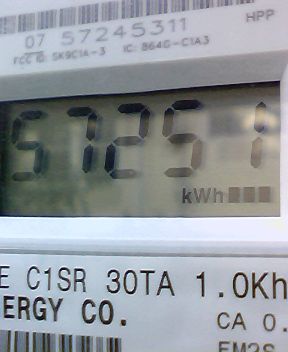 HPP
07 57245311
FCC ID: SK9C1A-3 IC: 864G-C1A3
57251
kWh
E C1SR 30TA 1.0Kh
ERGY CO.
CA 0.
FM2S